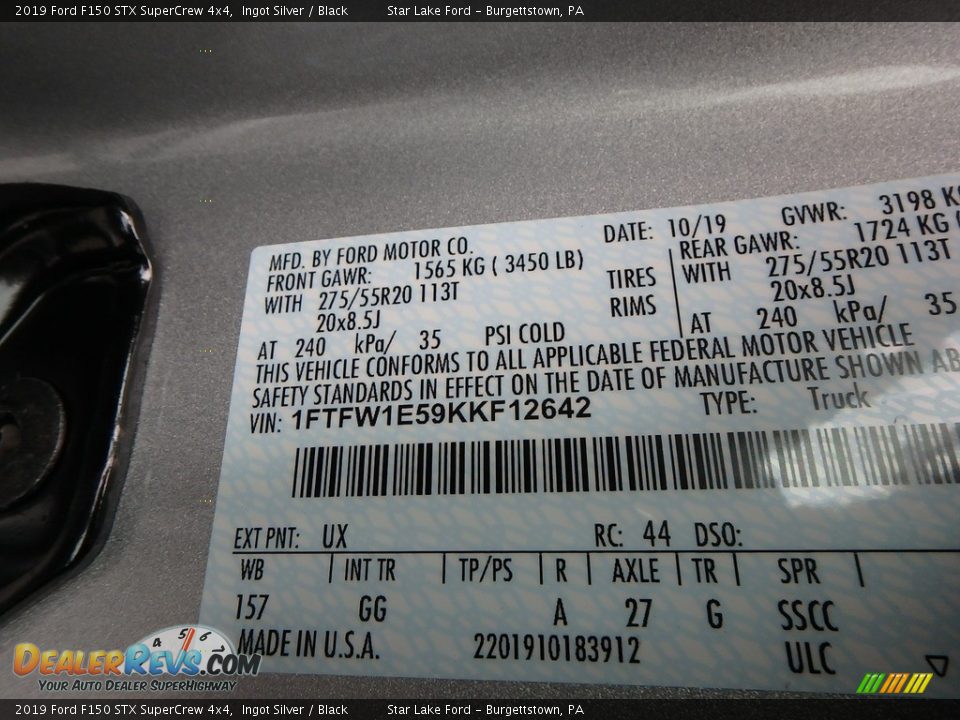 2019 Ford F150 STX SuperCrew 4x4, Ingot Silver / Black Star Lake Ford - Burgettstown, PA
MFD. BY FORD MOTOR CO. DATE: 10/19 GVWR: 3198 KG
FRONT GAWR: 1565 KG ( 3450 LB) REAR GAWR: 1724 KG (
WITH 275/55R20 113T TIRES WITH 275/55R20 113T
20x8.5J RIMS 20x8.5J
AT 240 kPa/ 35 PSI COLD AT 240 kPa/ 35
THIS VEHICLE CONFORMS TO ALL APPLICABLE FEDERAL MOTOR VEHICLE
SAFETY STANDARDS IN EFFECT ON THE DATE OF MANUFACTURE SHOWN AB
VIN: 1FTFW1E59KKF12642 TYPE: Truck
EXT PNT: UX RC: 44 DSO:
WB INT TR TP/PS R AXLE TR SPR
157 GG A 27 G SSCC
MADE IN U.S.A. 2201910183912 ULC
4 5 6
DealerRevs.com
Your Auto Dealer SuperHighway
2019 Ford F150 STX SuperCrew 4x4, Ingot Silver / Black Star Lake Ford - Burgettstown, PA